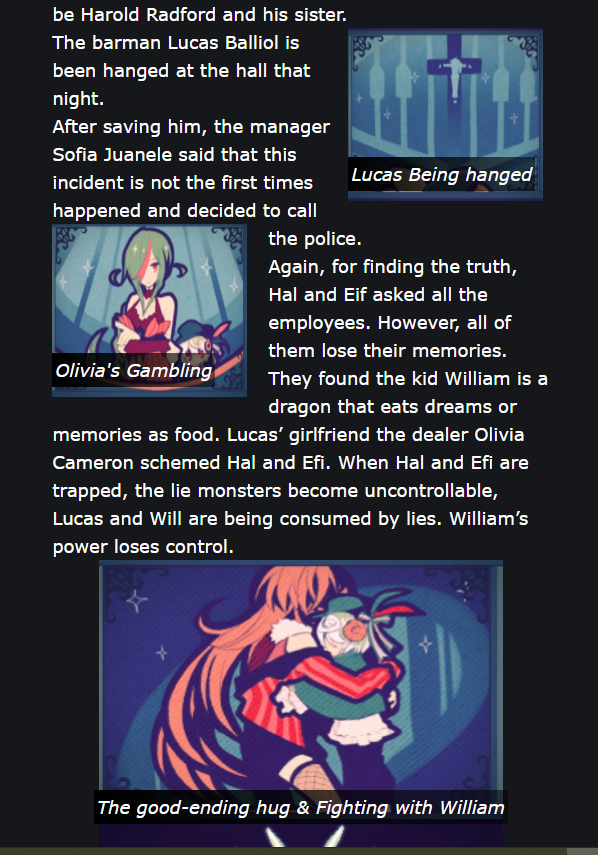 be Harold Radford and his sister.
The barman Lucas Balliol is
been hanged at the hall that
night.
After saving him, the manager
Sofia Juanele said that this
incident is not the first times
happened and decided to call
Lucas Being hanged
the police.
Again, for finding the truth,
Hal and Eif asked all the
employees. However, all of
them lose their memories.
They found the kid William is a
dragon that eats dreams or
Olivia's Gambling
memories as food. Lucas’ girlfriend the dealer Olivia
Cameron schemed Hal and Efi. When Hal and Efi are
trapped, the lie monsters become uncontrollable,
Lucas and Will are being consumed by lies. William’s
power loses control.
The good-ending hug & Fighting with William